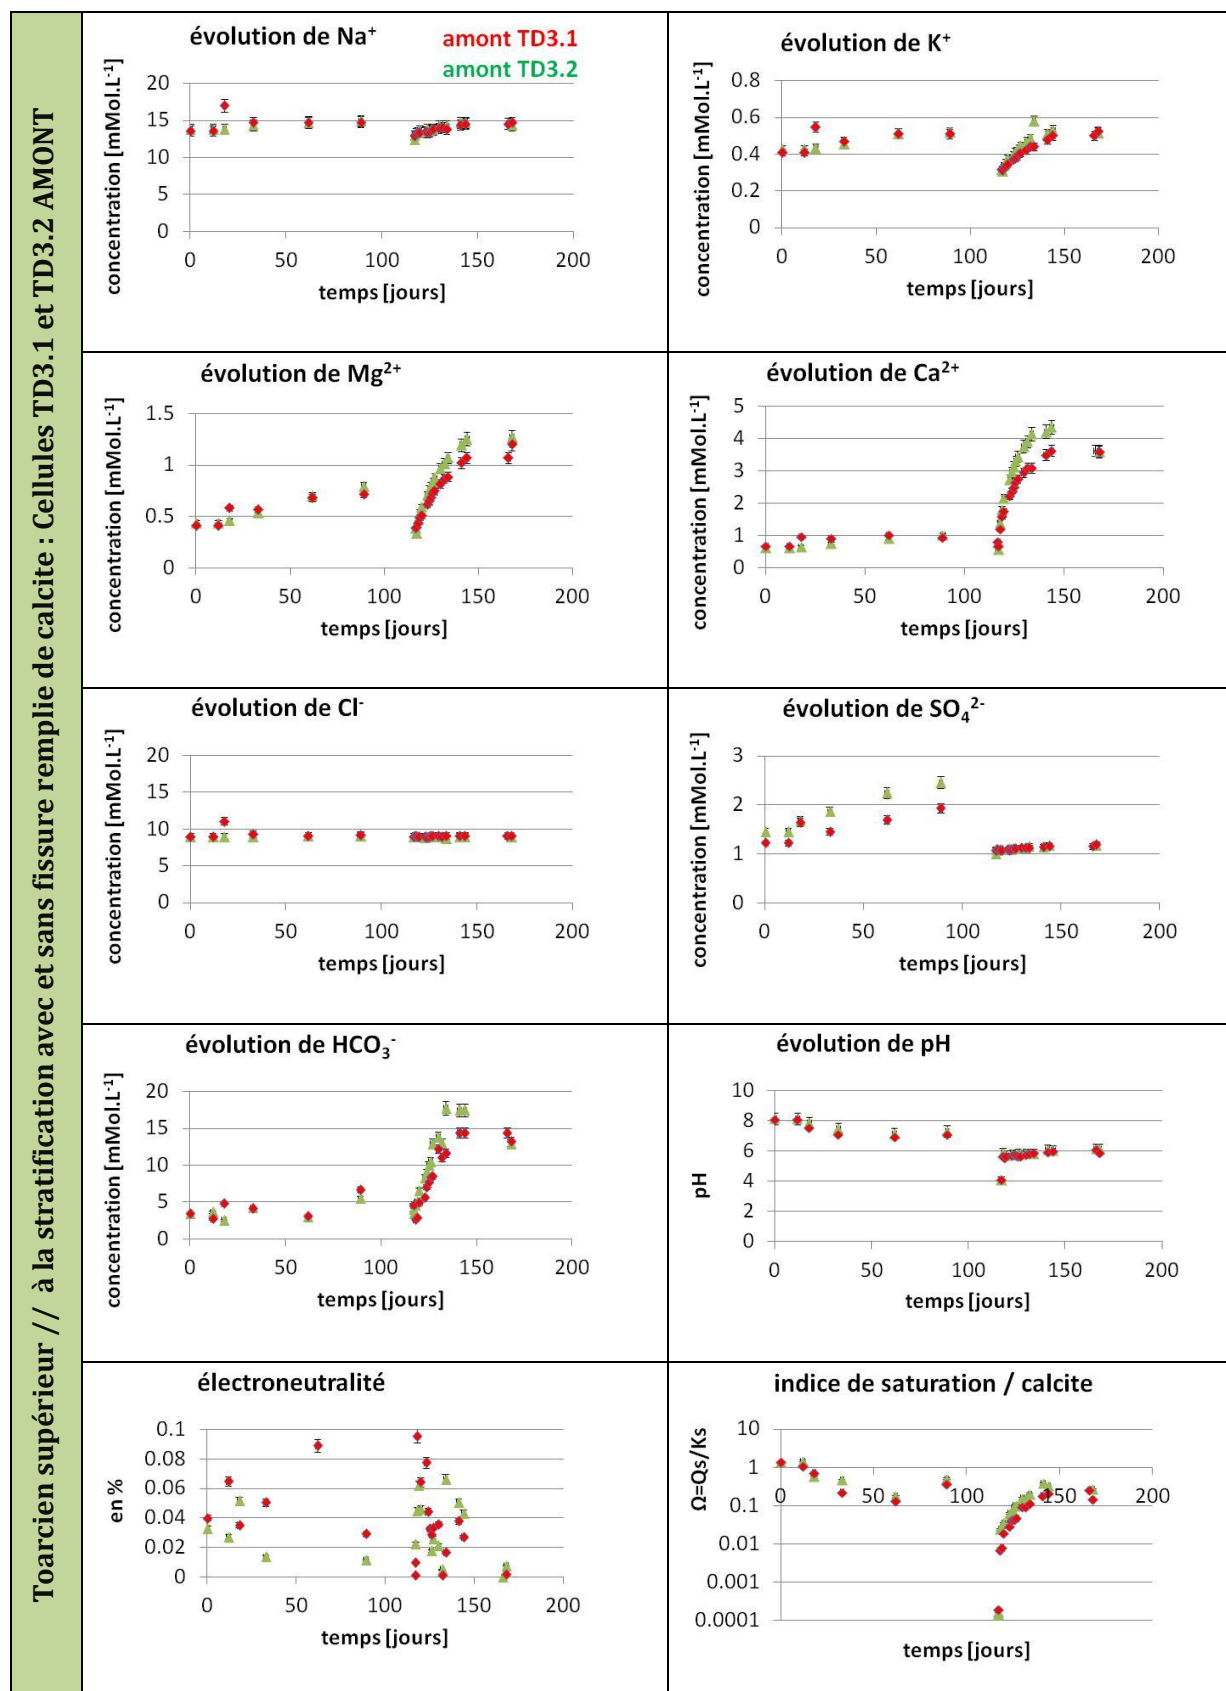 Toarcien supérieur // à la stratification avec et sans fissure remplie de calcite : Cellules TD3.1 et TD3.2 AMONT
évolution de Na⁺
amont TD3.1
amont TD3.2
concentration [mMol.L⁻¹]
20
15
10
5
0
0 50 100 150 200
temps [jours]
évolution de K⁺
concentration [mMol.L⁻¹]
0.8
0.6
0.4
0.2
0
0 50 100 150 200
temps [jours]
évolution de Mg²⁺
concentration [mMol.L⁻¹]
1.5
1
0.5
0
0 50 100 150 200
temps [jours]
évolution de Ca²⁺
concentration [mMol.L⁻¹]
5
4
3
2
1
0
0 50 100 150 200
temps [jours]
évolution de Cl⁻
concentration [mMol.L⁻¹]
20
15
10
5
0
0 50 100 150 200
temps [jours]
évolution de SO₄²⁻
concentration [mMol.L⁻¹]
3
2
1
0
0 50 100 150 200
temps [jours]
évolution de HCO₃⁻
concentration [mMol.L⁻¹]
20
15
10
5
0
0 50 100 150 200
temps [jours]
évolution de pH
pH
10
8
6
4
2
0
0 50 100 150 200
temps [jours]
électroneutralité
en %
0.1
0.08
0.06
0.04
0.02
0
0 50 100 150 200
temps [jours]
indice de saturation / calcite
Ω=Qs/Ks
10
1
0.1
0.01
0.001
0.0001
0 50 100 150 200
temps [jours]